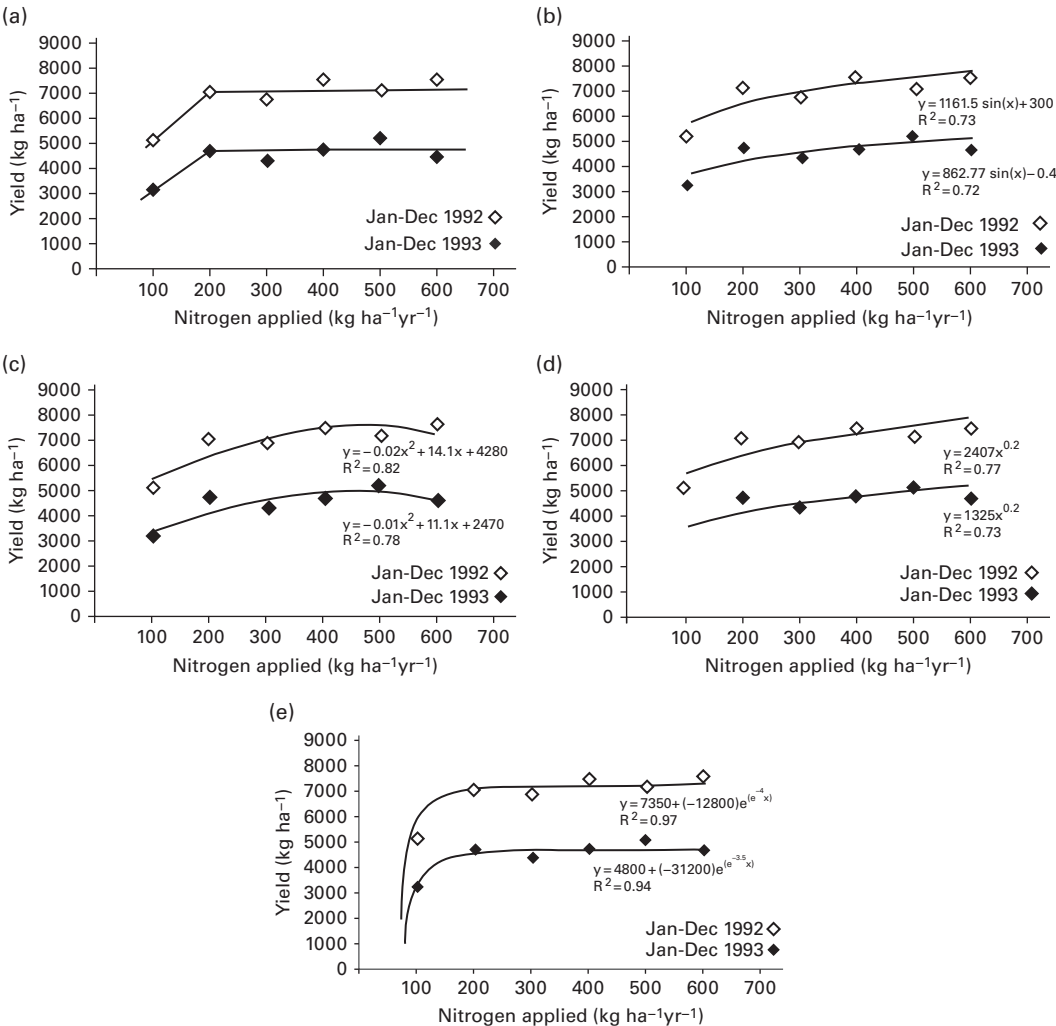 (a)
9000
8000
7000
6000
5000
4000
3000
2000
1000
0
Yield (kg ha⁻¹)
Jan-Dec 1992
Jan-Dec 1993
100 200 300 400 500 600 700
Nitrogen applied (kg ha⁻¹yr⁻¹)
(b)
9000
8000
7000
6000
5000
4000
3000
2000
1000
0
Yield (kg ha⁻¹)
y=1161.5 sin(x)+300
R²=0.73
y=862.77 sin(x)−0.4
R²=0.72
Jan-Dec 1992
Jan-Dec 1993
100 200 300 400 500 600 700
Nitrogen applied (kg ha⁻¹yr⁻¹)
(c)
9000
8000
7000
6000
5000
4000
3000
2000
1000
0
Yield (kg ha⁻¹)
y=−0.02x²+14.1x+4280
R²=0.82
y=−0.01x²+11.1x+2470
R²=0.78
Jan-Dec 1992
Jan-Dec 1993
100 200 300 400 500 600 700
Nitrogen applied (kg ha⁻¹yr⁻¹)
(d)
9000
8000
7000
6000
5000
4000
3000
2000
1000
0
Yield (kg ha⁻¹)
y=2407x^0.2
R²=0.77
y=1325x^0.2
R²=0.73
Jan-Dec 1992
Jan-Dec 1993
100 200 300 400 500 600 700
Nitrogen applied (kg ha⁻¹yr⁻¹)
(e)
9000
8000
7000
6000
5000
4000
3000
2000
1000
0
Yield (kg ha⁻¹)
y=7350+(−12800)e^(e^−4 x)
R²=0.97
y=4800+(−31200)e^(e^−3.5 x)
R²=0.94
Jan-Dec 1992
Jan-Dec 1993
100 200 300 400 500 600 700
Nitrogen applied (kg ha⁻¹yr⁻¹)